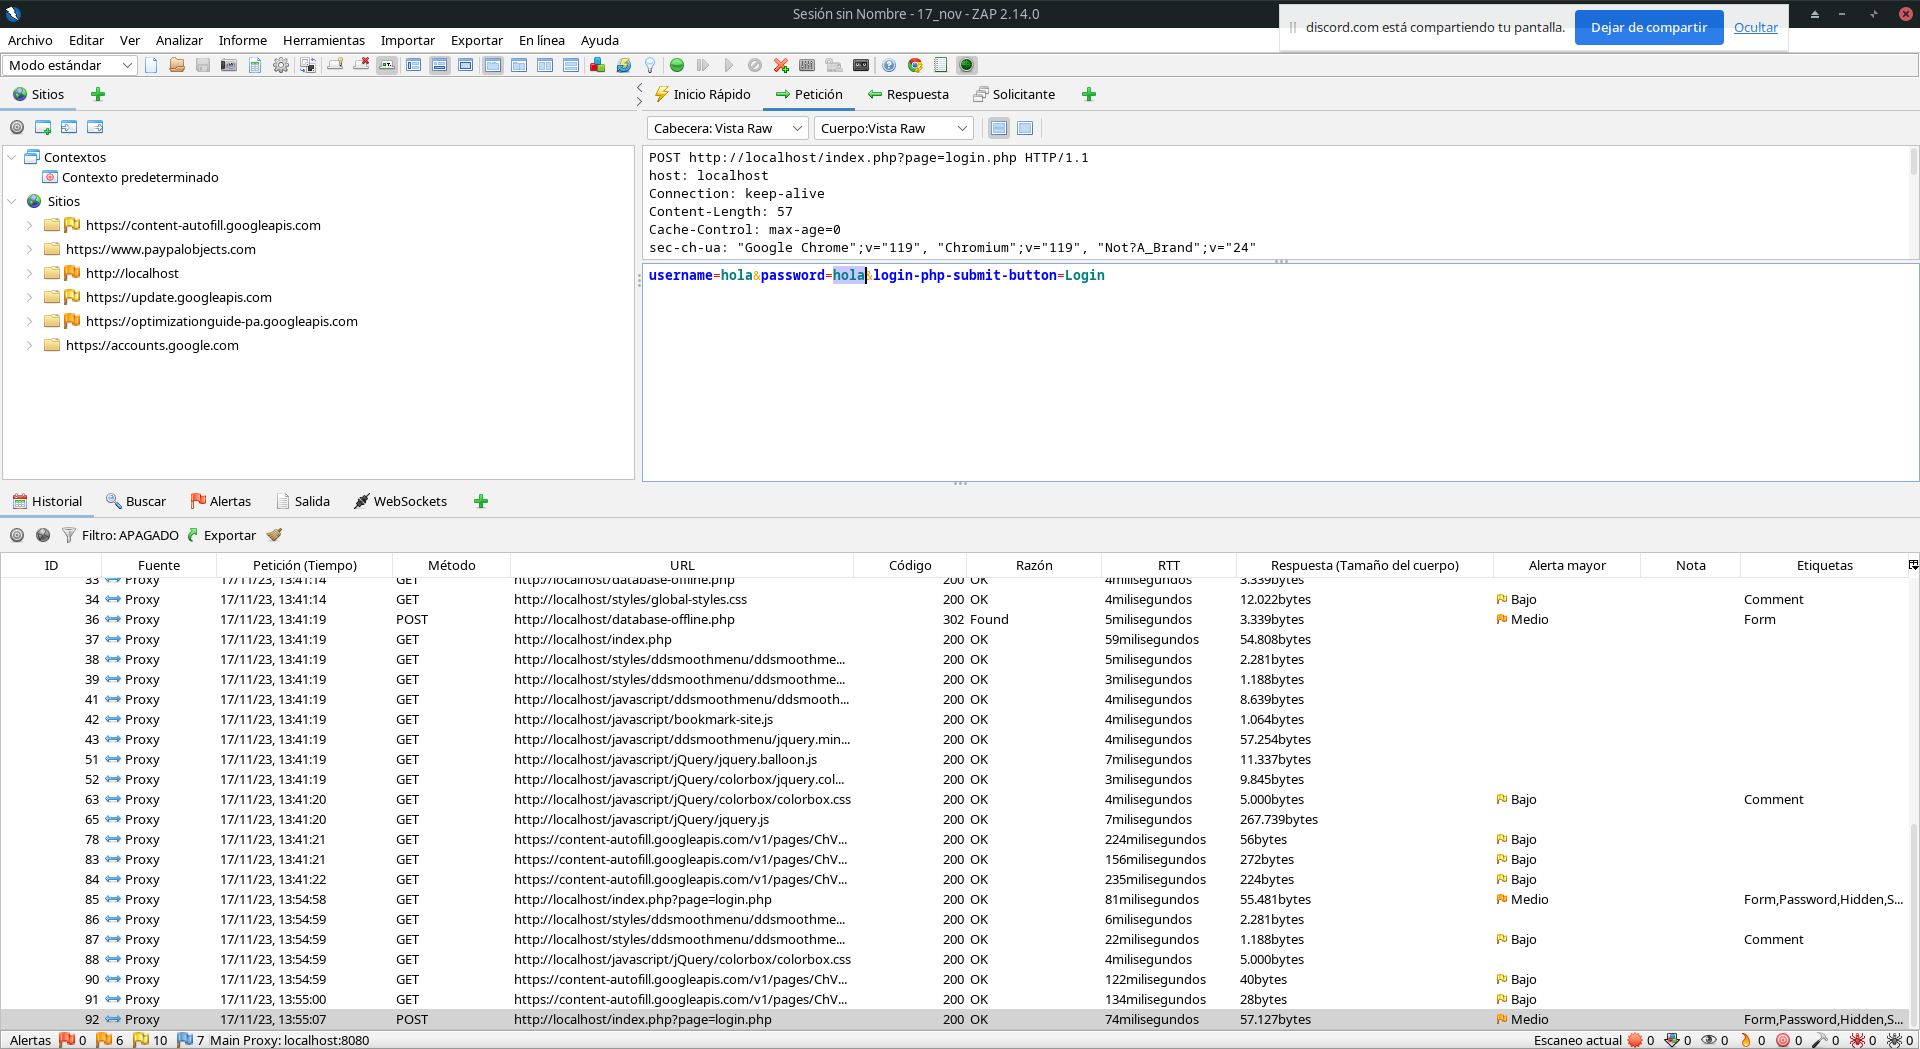 Sesión sin Nombre - 17_nov - ZAP 2.14.0
discord.com está compartiendo tu pantalla. Dejar de compartir Ocultar
Archivo Editar Ver Analizar Informe Herramientas Importar Exportar En línea Ayuda
Modo estándar
Sitios
Inicio Rápido Petición Respuesta Solicitante
Cabecera: Vista Raw Cuerpo:Vista Raw
Contextos
Contexto predeterminado
Sitios
https://content-autofill.googleapis.com
https://www.paypalobjects.com
http://localhost
https://update.googleapis.com
https://optimizationguide-pa.googleapis.com
https://accounts.google.com
POST http://localhost/index.php?page=login.php HTTP/1.1
host: localhost
Connection: keep-alive
Content-Length: 57
Cache-Control: max-age=0
sec-ch-ua: "Google Chrome";v="119", "Chromium";v="119", "Not?A_Brand";v="24"
username=hola&password=hola&login-php-submit-button=Login
Historial Buscar Alertas Salida WebSockets
Filtro: APAGADO Exportar
ID Fuente Petición (Tiempo) Método URL Código Razón RTT Respuesta (Tamaño del cuerpo) Alerta mayor Nota Etiquetas
33 Proxy 17/11/23, 13:41:14 GET http://localhost/database-offline.php 200 OK 4milisegundos 3.339bytes
34 Proxy 17/11/23, 13:41:14 GET http://localhost/styles/global-styles.css 200 OK 4milisegundos 12.022bytes Bajo Comment
36 Proxy 17/11/23, 13:41:19 POST http://localhost/database-offline.php 302 Found 5milisegundos 3.339bytes Medio Form
37 Proxy 17/11/23, 13:41:19 GET http://localhost/index.php 200 OK 59milisegundos 54.808bytes
38 Proxy 17/11/23, 13:41:19 GET http://localhost/styles/ddsmoothmenu/ddsmoothme... 200 OK 5milisegundos 2.281bytes
39 Proxy 17/11/23, 13:41:19 GET http://localhost/styles/ddsmoothmenu/ddsmoothme... 200 OK 3milisegundos 1.188bytes
41 Proxy 17/11/23, 13:41:19 GET http://localhost/javascript/ddsmoothmenu/ddsmooth... 200 OK 4milisegundos 8.639bytes
42 Proxy 17/11/23, 13:41:19 GET http://localhost/javascript/bookmark-site.js 200 OK 4milisegundos 1.064bytes
43 Proxy 17/11/23, 13:41:19 GET http://localhost/javascript/ddsmoothmenu/jquery.min... 200 OK 4milisegundos 57.254bytes
51 Proxy 17/11/23, 13:41:19 GET http://localhost/javascript/jQuery/jquery.balloon.js 200 OK 7milisegundos 11.337bytes
52 Proxy 17/11/23, 13:41:19 GET http://localhost/javascript/jQuery/colorbox/jquery.col... 200 OK 3milisegundos 9.845bytes
63 Proxy 17/11/23, 13:41:20 GET http://localhost/javascript/jQuery/colorbox/colorbox.css 200 OK 4milisegundos 5.000bytes Bajo Comment
65 Proxy 17/11/23, 13:41:20 GET http://localhost/javascript/jQuery/jquery.js 200 OK 7milisegundos 267.739bytes
78 Proxy 17/11/23, 13:41:21 GET https://content-autofill.googleapis.com/v1/pages/ChV... 200 OK 224milisegundos 56bytes Bajo
83 Proxy 17/11/23, 13:41:21 GET https://content-autofill.googleapis.com/v1/pages/ChV... 200 OK 156milisegundos 272bytes Bajo
84 Proxy 17/11/23, 13:41:22 GET https://content-autofill.googleapis.com/v1/pages/ChV... 200 OK 235milisegundos 224bytes Bajo
85 Proxy 17/11/23, 13:54:58 GET http://localhost/index.php?page=login.php 200 OK 81milisegundos 55.481bytes Medio Form,Password,Hidden,S...
86 Proxy 17/11/23, 13:54:59 GET http://localhost/styles/ddsmoothmenu/ddsmoothme... 200 OK 6milisegundos 2.281bytes
87 Proxy 17/11/23, 13:54:59 GET http://localhost/styles/ddsmoothmenu/ddsmoothme... 200 OK 22milisegundos 1.188bytes Bajo Comment
88 Proxy 17/11/23, 13:54:59 GET http://localhost/javascript/jQuery/colorbox/colorbox.css 200 OK 4milisegundos 5.000bytes
90 Proxy 17/11/23, 13:54:59 GET https://content-autofill.googleapis.com/v1/pages/ChV... 200 OK 122milisegundos 40bytes Bajo
91 Proxy 17/11/23, 13:55:00 GET https://content-autofill.googleapis.com/v1/pages/ChV... 200 OK 134milisegundos 28bytes Bajo
92 Proxy 17/11/23, 13:55:07 POST http://localhost/index.php?page=login.php 200 OK 74milisegundos 57.127bytes Medio Form,Password,Hidden,S...
Alertas 0 6 10 7 Main Proxy: localhost:8080 Escaneo actual 0 0 0 0 0 0 0 0